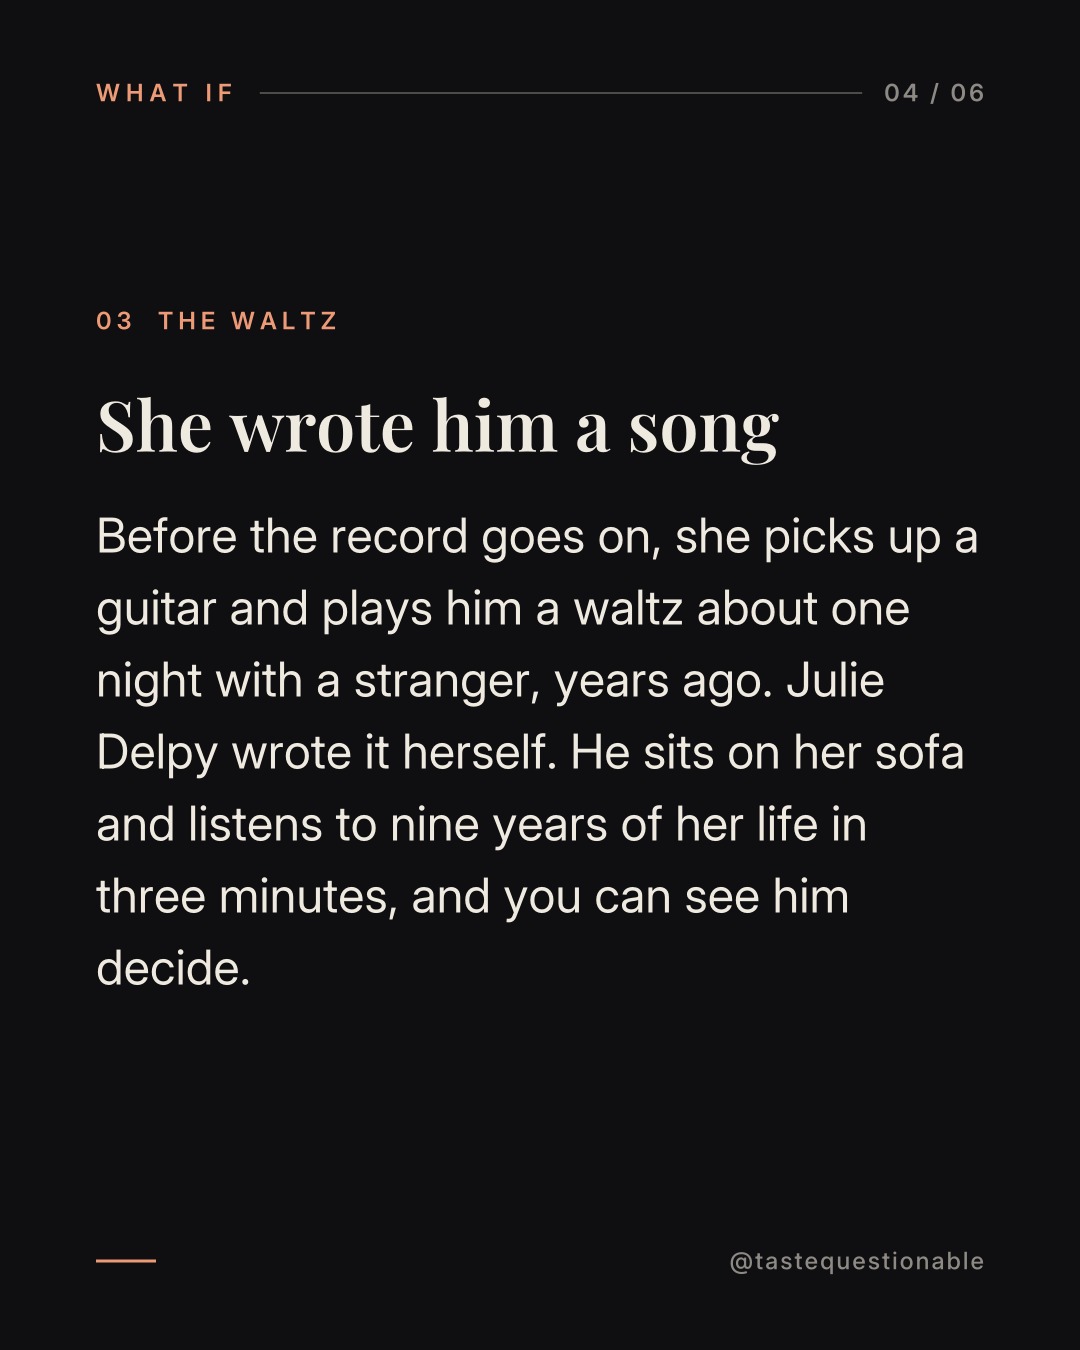 WHAT IF 04 / 06
03 THE WALTZ
She wrote him a song
Before the record goes on, she picks up a
guitar and plays him a waltz about one
night with a stranger, years ago. Julie
Delpy wrote it herself. He sits on her sofa
and listens to nine years of her life in
three minutes, and you can see him
decide.
@tastequestionable